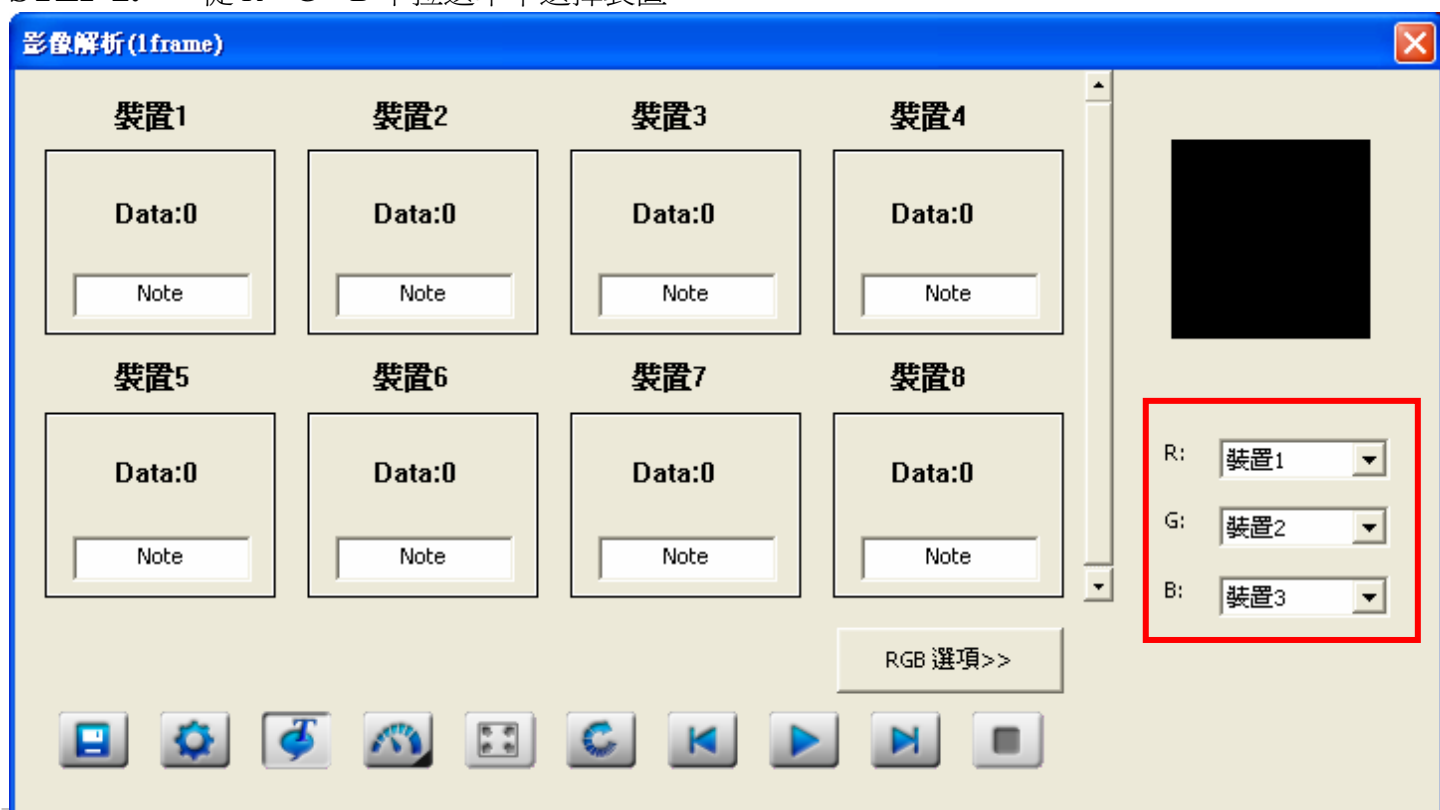 影像解析(1frame)
裝置1 裝置2 裝置3 裝置4
Data:0 Data:0 Data:0 Data:0
Note Note Note Note
裝置5 裝置6 裝置7 裝置8
Data:0 Data:0 Data:0 Data:0
Note Note Note Note
R: 裝置1
G: 裝置2
B: 裝置3
RGB 選項>>